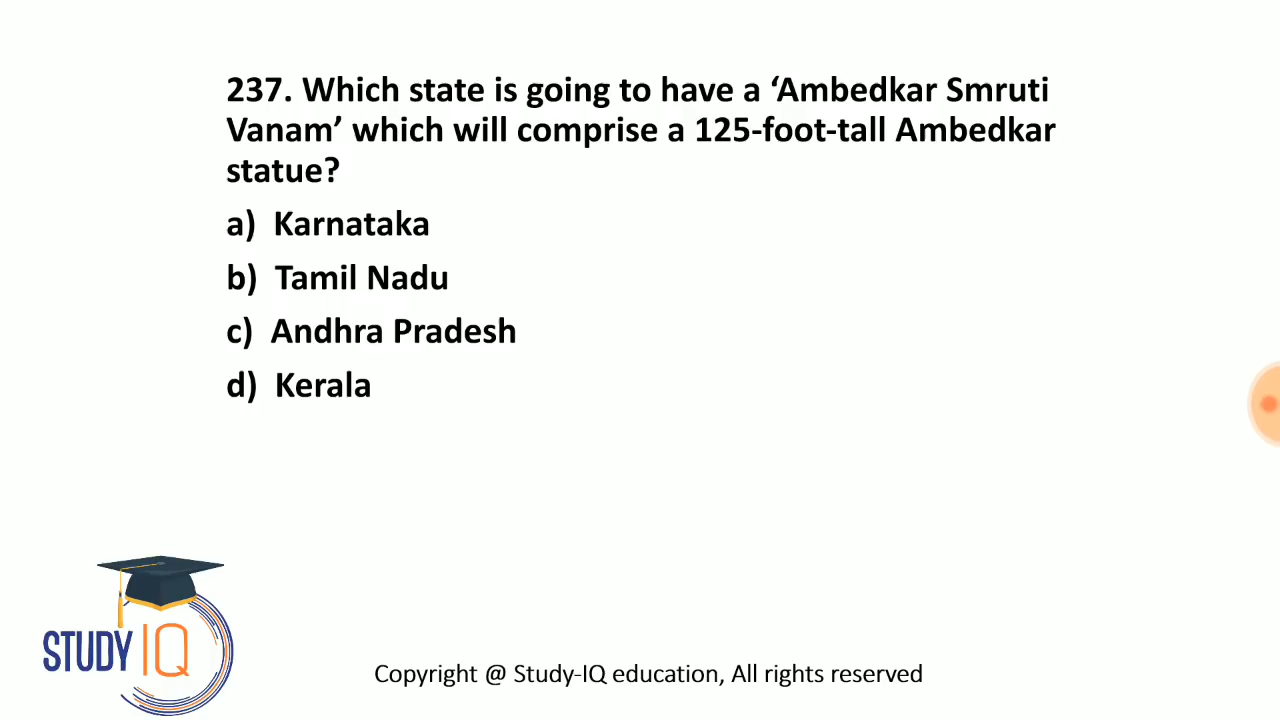 237. Which state is going to have a ‘Ambedkar Smruti
Vanam’ which will comprise a 125-foot-tall Ambedkar
statue?
a) Karnataka
b) Tamil Nadu
c) Andhra Pradesh
d) Kerala
STUDY IQ
Copyright @ Study-IQ education, All rights reserved